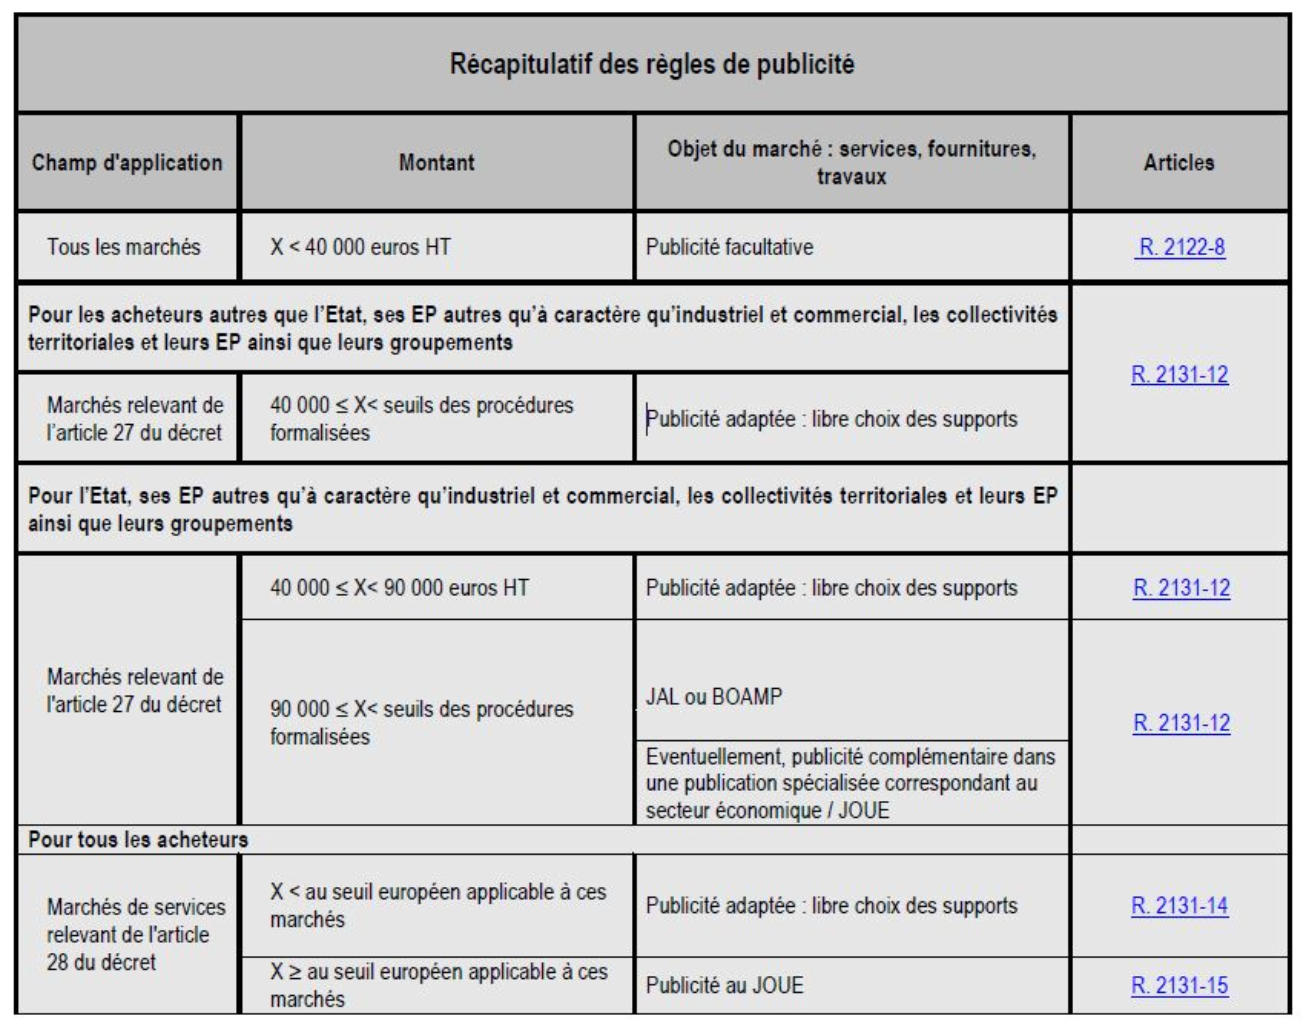 Récapitulatif des règles de publicité
Champ d'application
Montant
Objet du marché : services, fournitures,
travaux
Articles
Tous les marchés
X < 40 000 euros HT
Publicité facultative
R. 2122-8
Pour les acheteurs autres que l'Etat, ses EP autres qu'à caractère qu'industriel et commercial, les collectivités
territoriales et leurs EP ainsi que leurs groupements
R. 2131-12
Marchés relevant de
l'article 27 du décret
40 000 ≤ X< seuils des procédures
formalisées
Publicité adaptée : libre choix des supports
Pour l'Etat, ses EP autres qu'à caractère qu'industriel et commercial, les collectivités territoriales et leurs EP
ainsi que leurs groupements
Marchés relevant de
l'article 27 du décret
40 000 ≤ X< 90 000 euros HT
Publicité adaptée : libre choix des supports
R. 2131-12
90 000 ≤ X< seuils des procédures
formalisées
JAL ou BOAMP
Eventuellement, publicité complémentaire dans
une publication spécialisée correspondant au
secteur économique / JOUE
R. 2131-12
Pour tous les acheteurs
Marchés de services
relevant de l'article
28 du décret
X < au seuil européen applicable à ces
marchés
Publicité adaptée : libre choix des supports
R. 2131-14
X ≥ au seuil européen applicable à ces
marchés
Publicité au JOUE
R. 2131-15